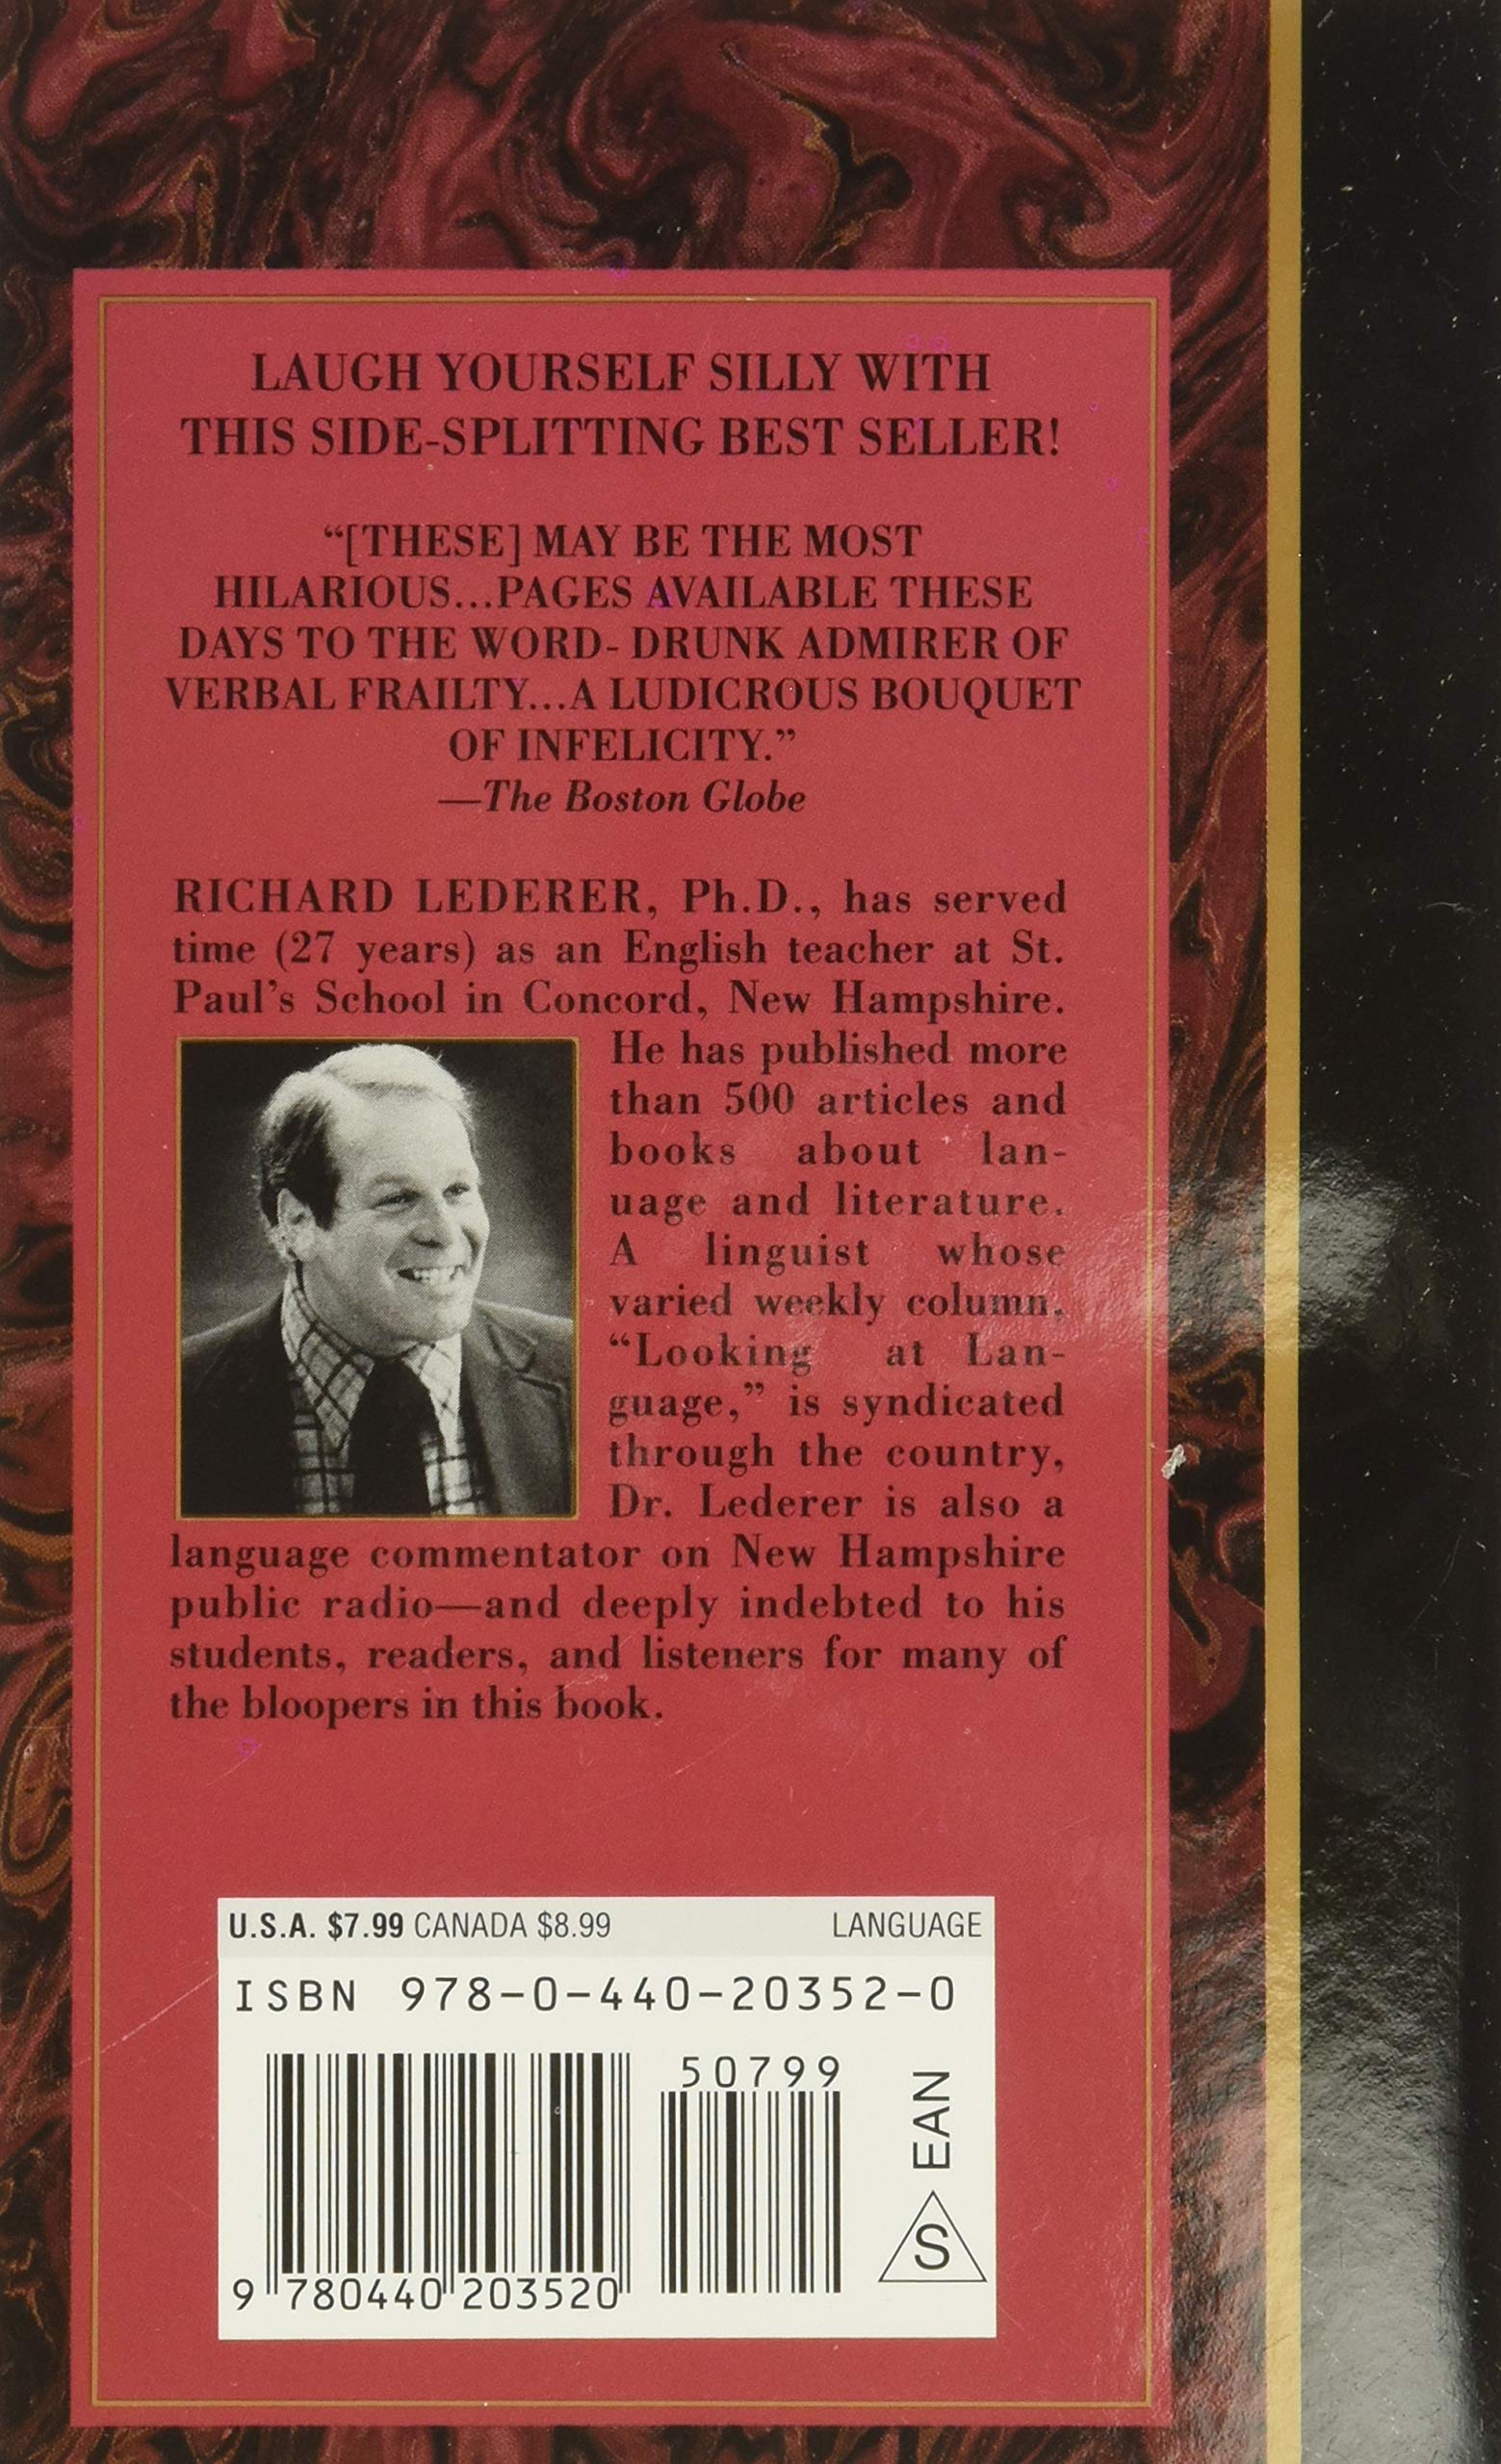 LAUGH YOURSELF SILLY WITH
THIS SIDE-SPLITTING BEST SELLER!
“[THESE] MAY BE THE MOST
HILARIOUS...PAGES AVAILABLE THESE
DAYS TO THE WORD- DRUNK ADMIRER OF
VERBAL FRAILTY...A LUDICROUS BOUQUET
OF INFELICITY.”
—The Boston Globe
RICHARD LEDERER, Ph.D., has served
time (27 years) as an English teacher at St.
Paul’s School in Concord, New Hampshire.
He has published more
than 500 articles and
books about lan-
uage and literature.
A linguist whose
varied weekly column,
“Looking at Lan-
guage,” is syndicated
through the country,
Dr. Lederer is also a
language commentator on New Hampshire
public radio—and deeply indebted to his
students, readers, and listeners for many of
the bloopers in this book.
U.S.A. $7.99 CANADA $8.99 LANGUAGE
ISBN 978-0-440-20352-0
50799
EAN
S
9 780440 203520